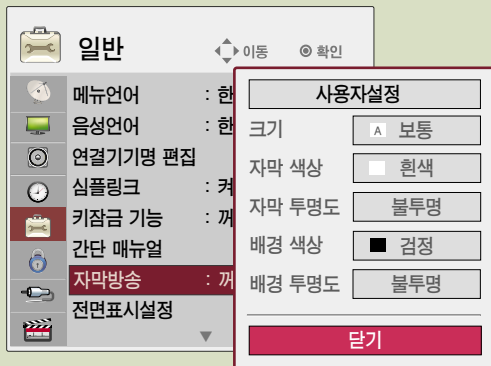 일반
이동 확인
메뉴언어 : 한
음성언어 : 한
연결기기명 편집
심플링크 : 켜
키잠금 기능 : 꺼
간단 매뉴얼
자막방송 : 꺼
전면표시설정
사용자설정
크기 A 보통
자막 색상 흰색
자막 투명도 불투명
배경 색상 검정
배경 투명도 불투명
닫기